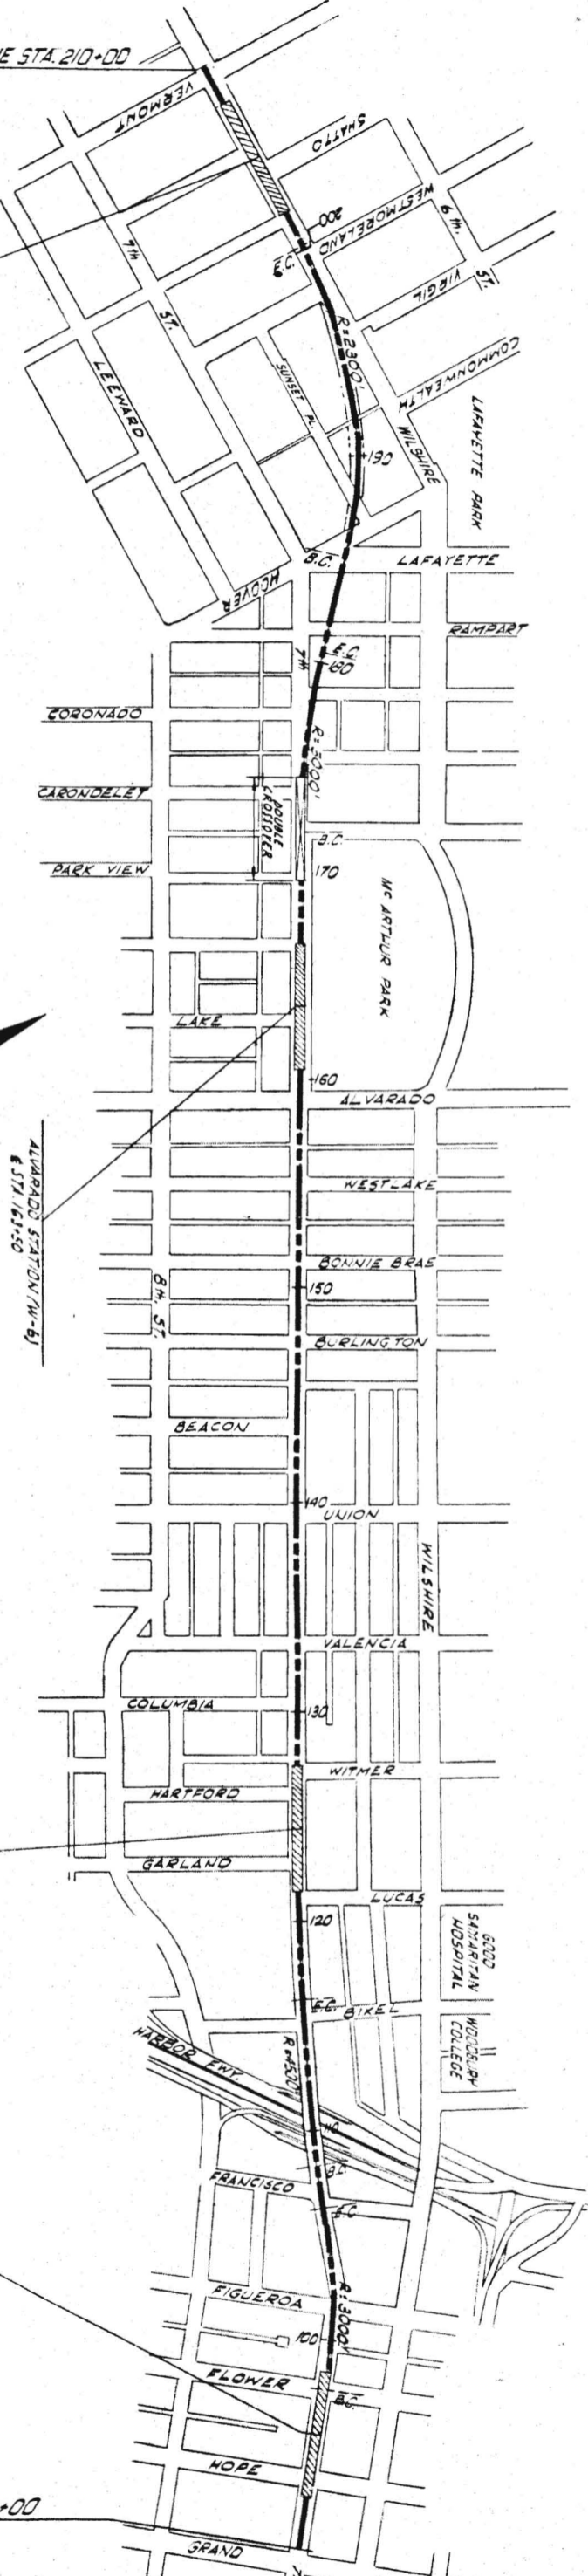 E STA. 210+00
VERMONT
SHATTO
WESTMORELAND
6 th.
ST.
200
E.C.
VIRGIL
7th
ST.
R=2300'
COMMONWEALTH
LEEWARD
SUNSET PL.
WILSHIRE
LAFAYETTE PARK
190
B.C.
LAFAYETTE
HOOVER
RAMPART
7th
E.C.
180
CORONADO
R=5000'
CARONDELET
DOUBLE
CROSSOVER
B.C.
PARK VIEW
170
MC ARTHUR PARK
LAKE
160
ALVARADO
ALVARADO STATION (W-6)
₵ STA. 163+50
WESTLAKE
BONNIE BRAE
8th. ST.
150
BURLINGTON
BEACON
140
UNION
WILSHIRE
VALENCIA
COLUMBIA
130
WITMER
HARTFORD
GARLAND
LUCAS
120
GOOD
SAMARITAN
HOSPITAL
E.C.
BIXEL
WOODBURY
COLLEGE
HARBOR FWY.
R=4500'
110
B.C.
FRANCISCO
E.C.
FIGUEROA
R=3000'
100
FLOWER
B.C.
HOPE
+00
GRAND